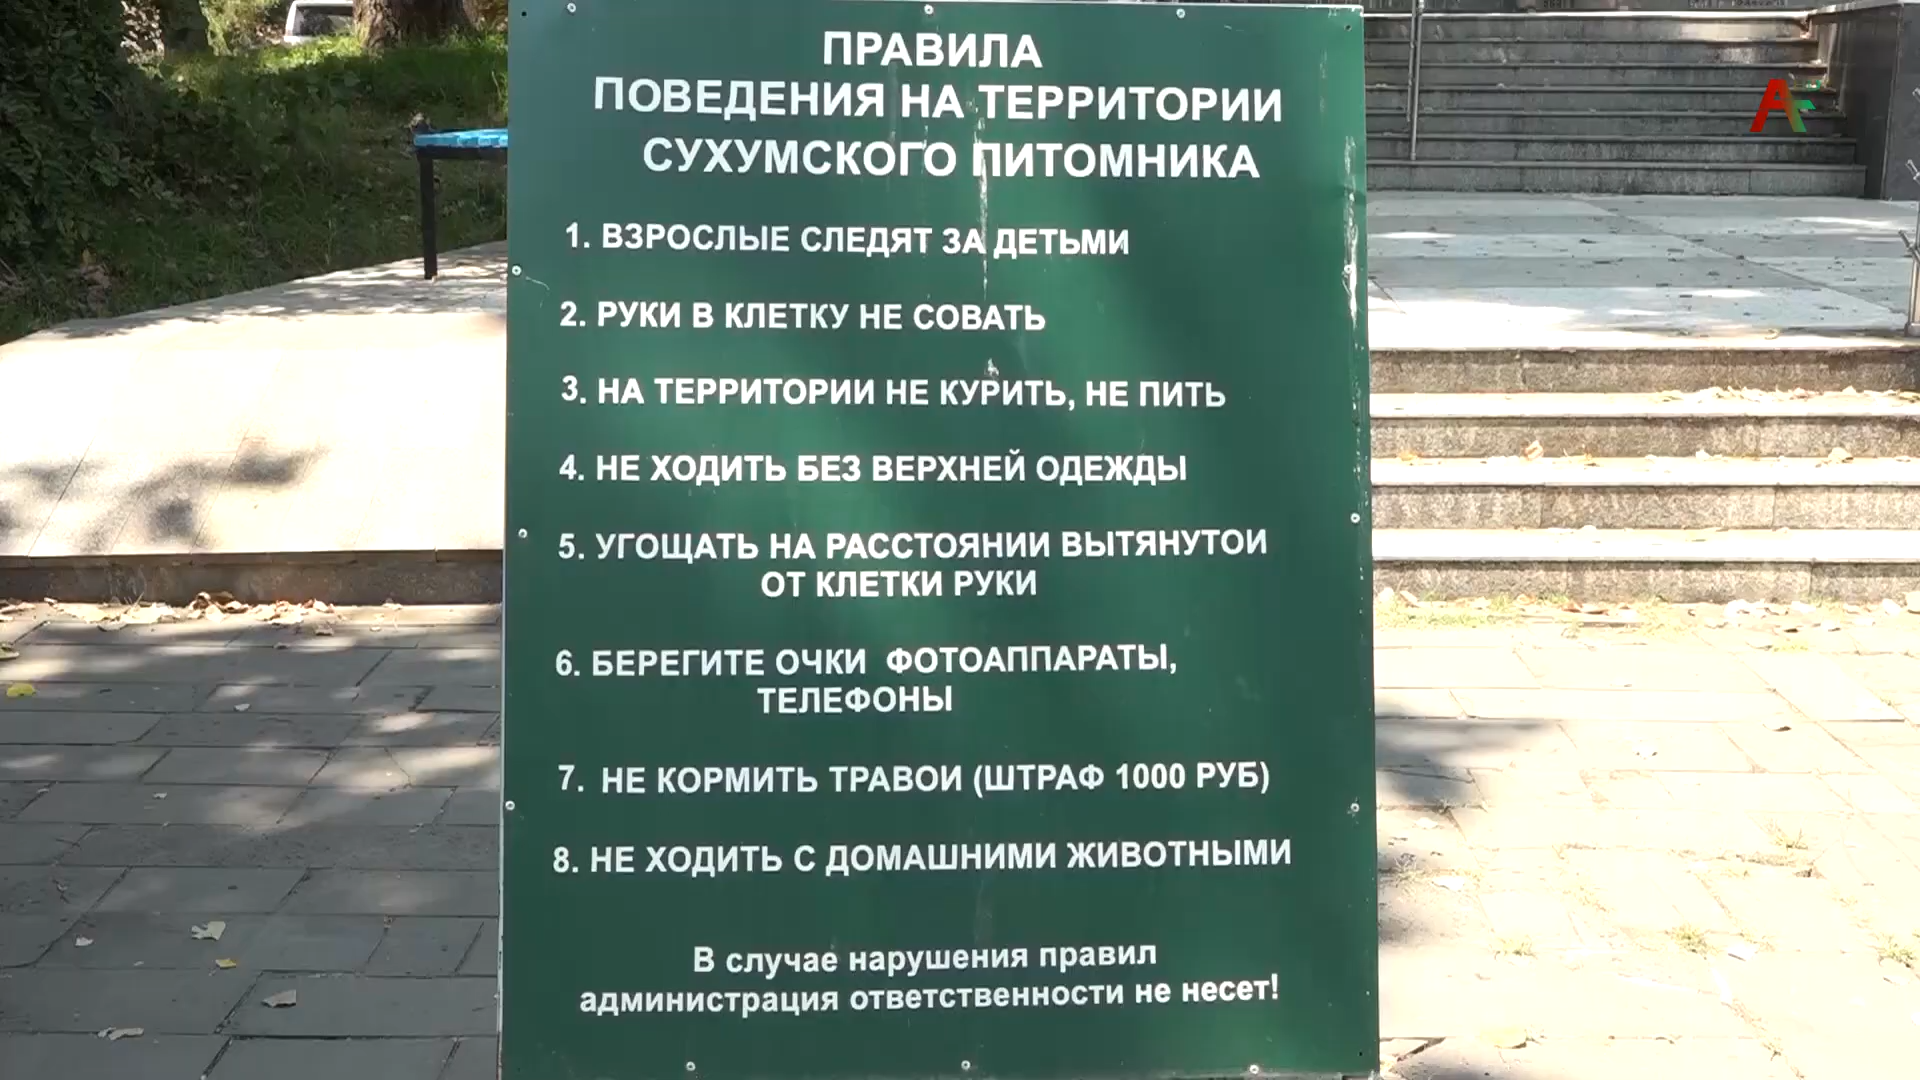 ПРАВИЛА
ПОВЕДЕНИЯ НА ТЕРРИТОРИИ
СУХУМСКОГО ПИТОМНИКА
1. ВЗРОСЛЫЕ СЛЕДЯТ ЗА ДЕТЬМИ
2. РУКИ В КЛЕТКУ НЕ СОВАТЬ
3. НА ТЕРРИТОРИИ НЕ КУРИТЬ, НЕ ПИТЬ
4. НЕ ХОДИТЬ БЕЗ ВЕРХНЕЙ ОДЕЖДЫ
5. УГОЩАТЬ НА РАССТОЯНИИ ВЫТЯНУТОИ
ОТ КЛЕТКИ РУКИ
6. БЕРЕГИТЕ ОЧКИ ФОТОАППАРАТЫ,
ТЕЛЕФОНЫ
7. НЕ КОРМИТЬ ТРАВОИ (ШТРАФ 1000 РУБ)
8. НЕ ХОДИТЬ С ДОМАШНИМИ ЖИВОТНЫМИ
В случае нарушения правил
администрация ответственности не несет!